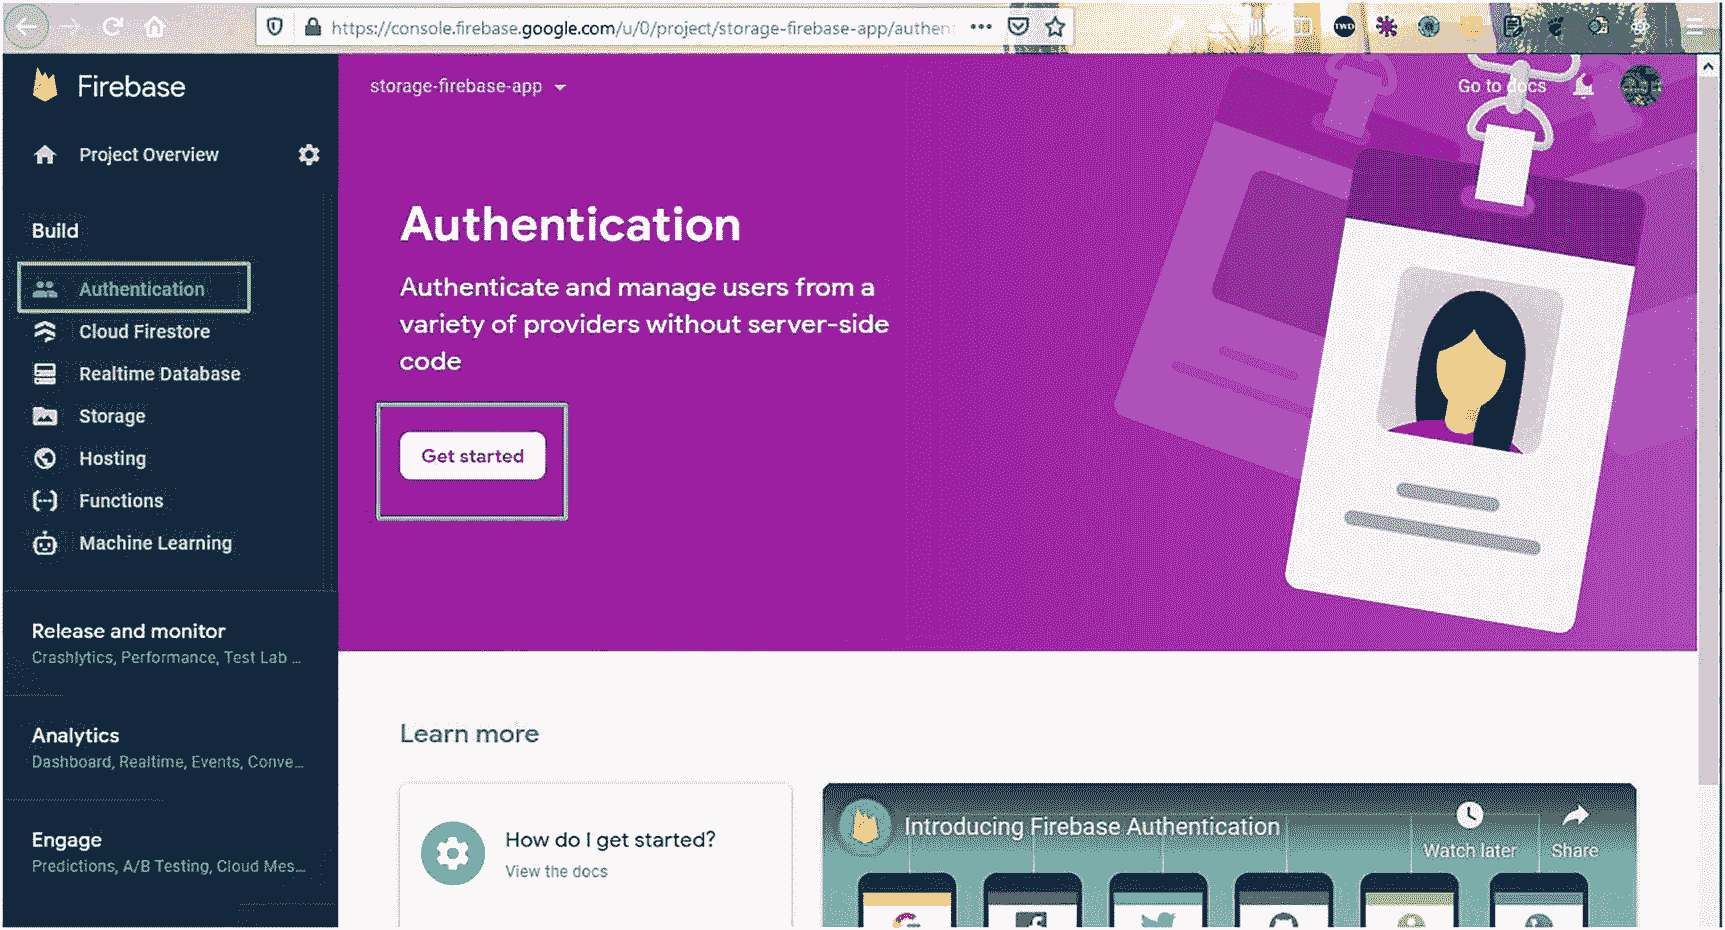 https://console.firebase.google.com/u/0/project/storage-firebase-app/authen
Firebase
storage-firebase-app
Go to docs
Project Overview
Build
Authentication
Cloud Firestore
Realtime Database
Storage
Hosting
Functions
Machine Learning
Release and monitor
Crashlytics, Performance, Test Lab ...
Analytics
Dashboard, Realtime, Events, Conve...
Engage
Predictions, A/B Testing, Cloud Mes...
Authentication
Authenticate and manage users from a
variety of providers without server-side
code
Get started
Learn more
How do I get started?
View the docs
Introducing Firebase Authentication
Watch later
Share